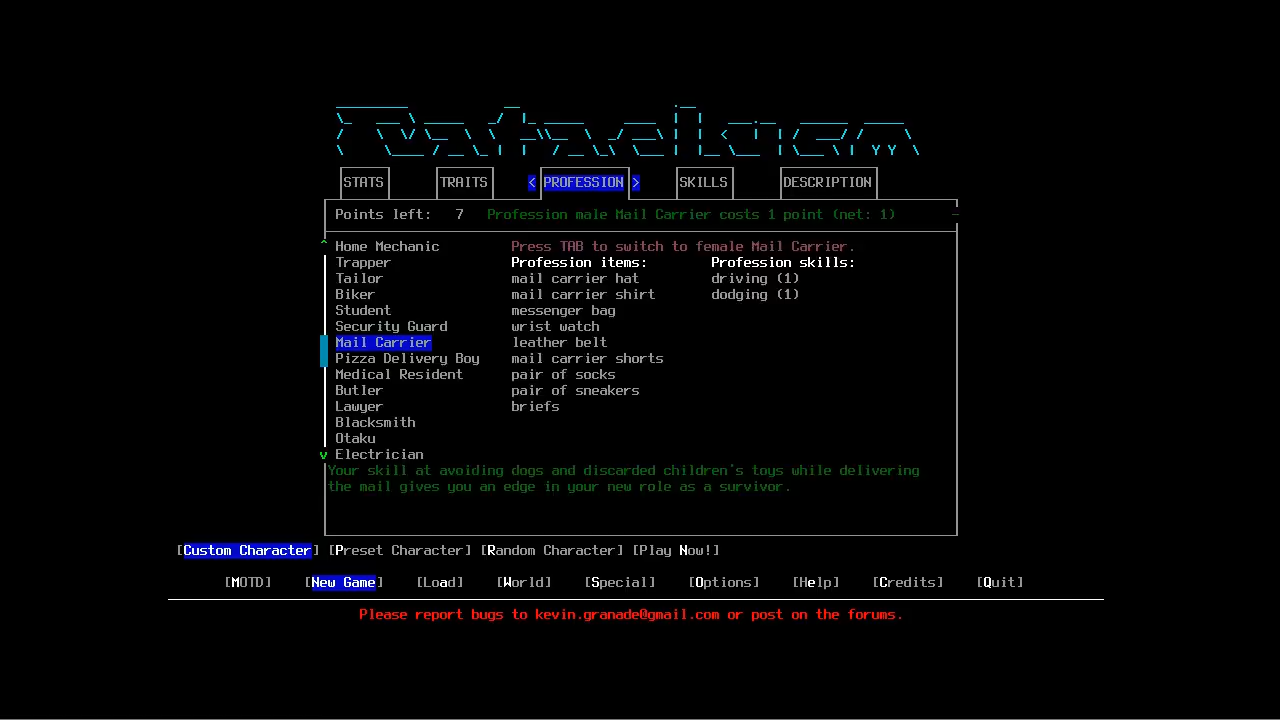 Cataclysm
STATS TRAITS < PROFESSION > SKILLS DESCRIPTION
Points left: 7 Profession male Mail Carrier costs 1 point (net: 1)
^ Home Mechanic Press TAB to switch to female Mail Carrier.
Trapper Profession items: Profession skills:
Tailor mail carrier hat driving (1)
Biker mail carrier shirt dodging (1)
Student messenger bag
Security Guard wrist watch
Mail Carrier leather belt
Pizza Delivery Boy mail carrier shorts
Medical Resident pair of socks
Butler pair of sneakers
Lawyer briefs
Blacksmith
Otaku
v Electrician
Your skill at avoiding dogs and discarded children's toys while delivering
the mail gives you an edge in your new role as a survivor.
[Custom Character] [Preset Character] [Random Character] [Play Now!]
[MOTD] [New Game] [Load] [World] [Special] [Options] [Help] [Credits] [Quit]
Please report bugs to kevin.granade@gmail.com or post on the forums.